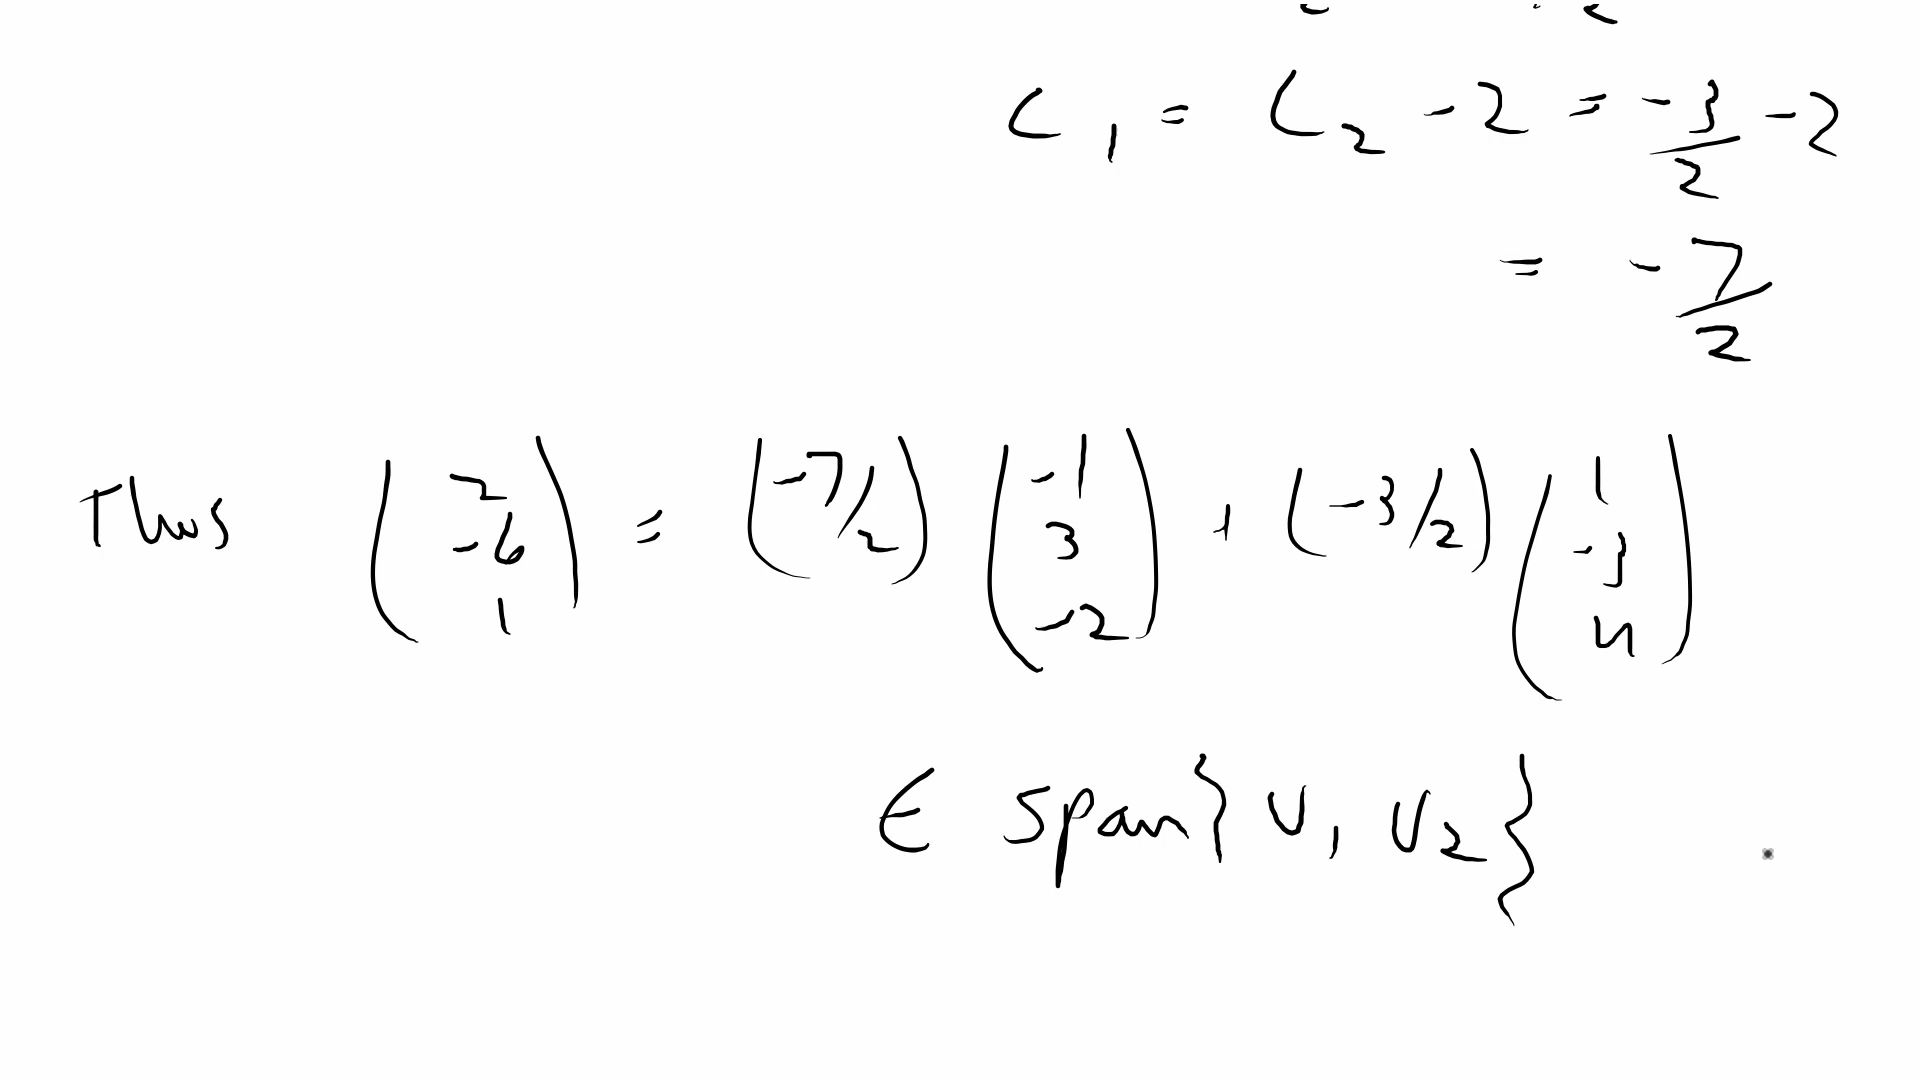 c₁ = c₂ - 2 = -3/2 - 2
= -7/2
Thus (2 -6 1) = (-7/2) (-1 3 -2) + (-3/2) (1 -3 4)
∈ span{v₁ v₂}